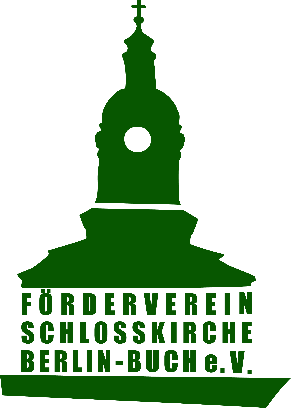 FÖRDERVEREIN
SCHLOSSKIRCHE
BERLIN-BUCH e.V.